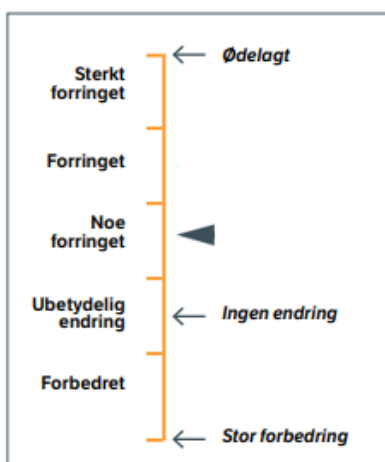 Ødelagt
Sterkt
forringet
Forringet
Noe
forringet
Ubetydelig
endring
Ingen endring
Forbedret
Stor forbedring